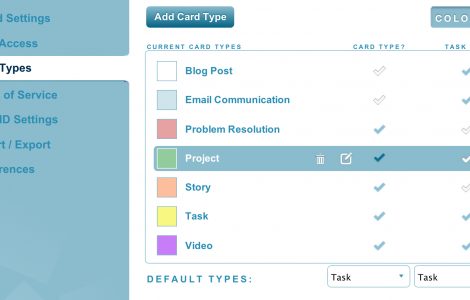 d Settings
Access
Types
of Service
ID Settings
rt / Export
rences
Add Card Type
COLO
CURRENT CARD TYPES CARD TYPE? TASK
Blog Post
Email Communication
Problem Resolution
Project
Story
Task
Video
DEFAULT TYPES: Task Task